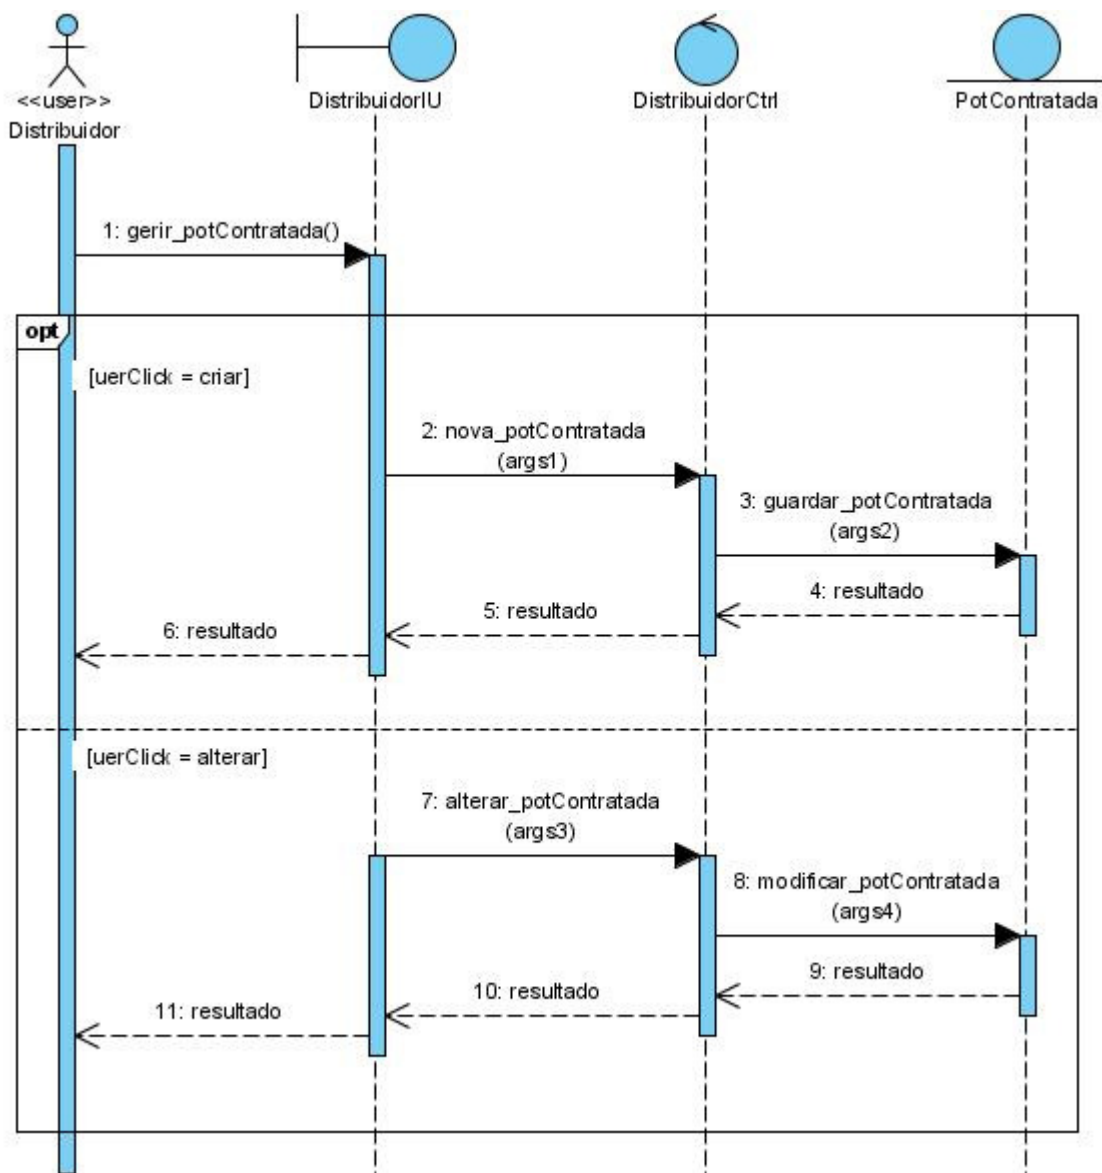 <<user>>
Distribuidor
DistribuidorIU
DistribuidorCtrl
PotContratada
1: gerir_potContratada()
opt
[uerClick = criar]
2: nova_potContratada
(args1)
3: guardar_potContratada
(args2)
4: resultado
5: resultado
6: resultado
[uerClick = alterar]
7: alterar_potContratada
(args3)
8: modificar_potContratada
(args4)
9: resultado
10: resultado
11: resultado